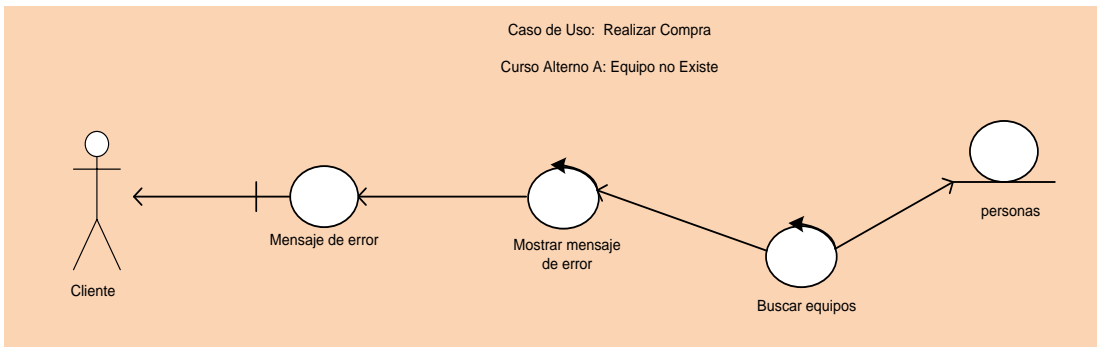 Caso de Uso:  Realizar Compra
Curso Alterno A: Equipo no Existe
personas
Mensaje de error
Mostrar mensaje
de error
Cliente
Buscar equipos